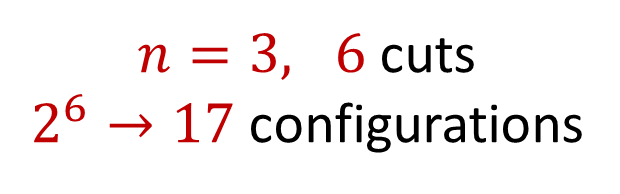 n = 3, 6 cuts
2⁶ → 17 configurations